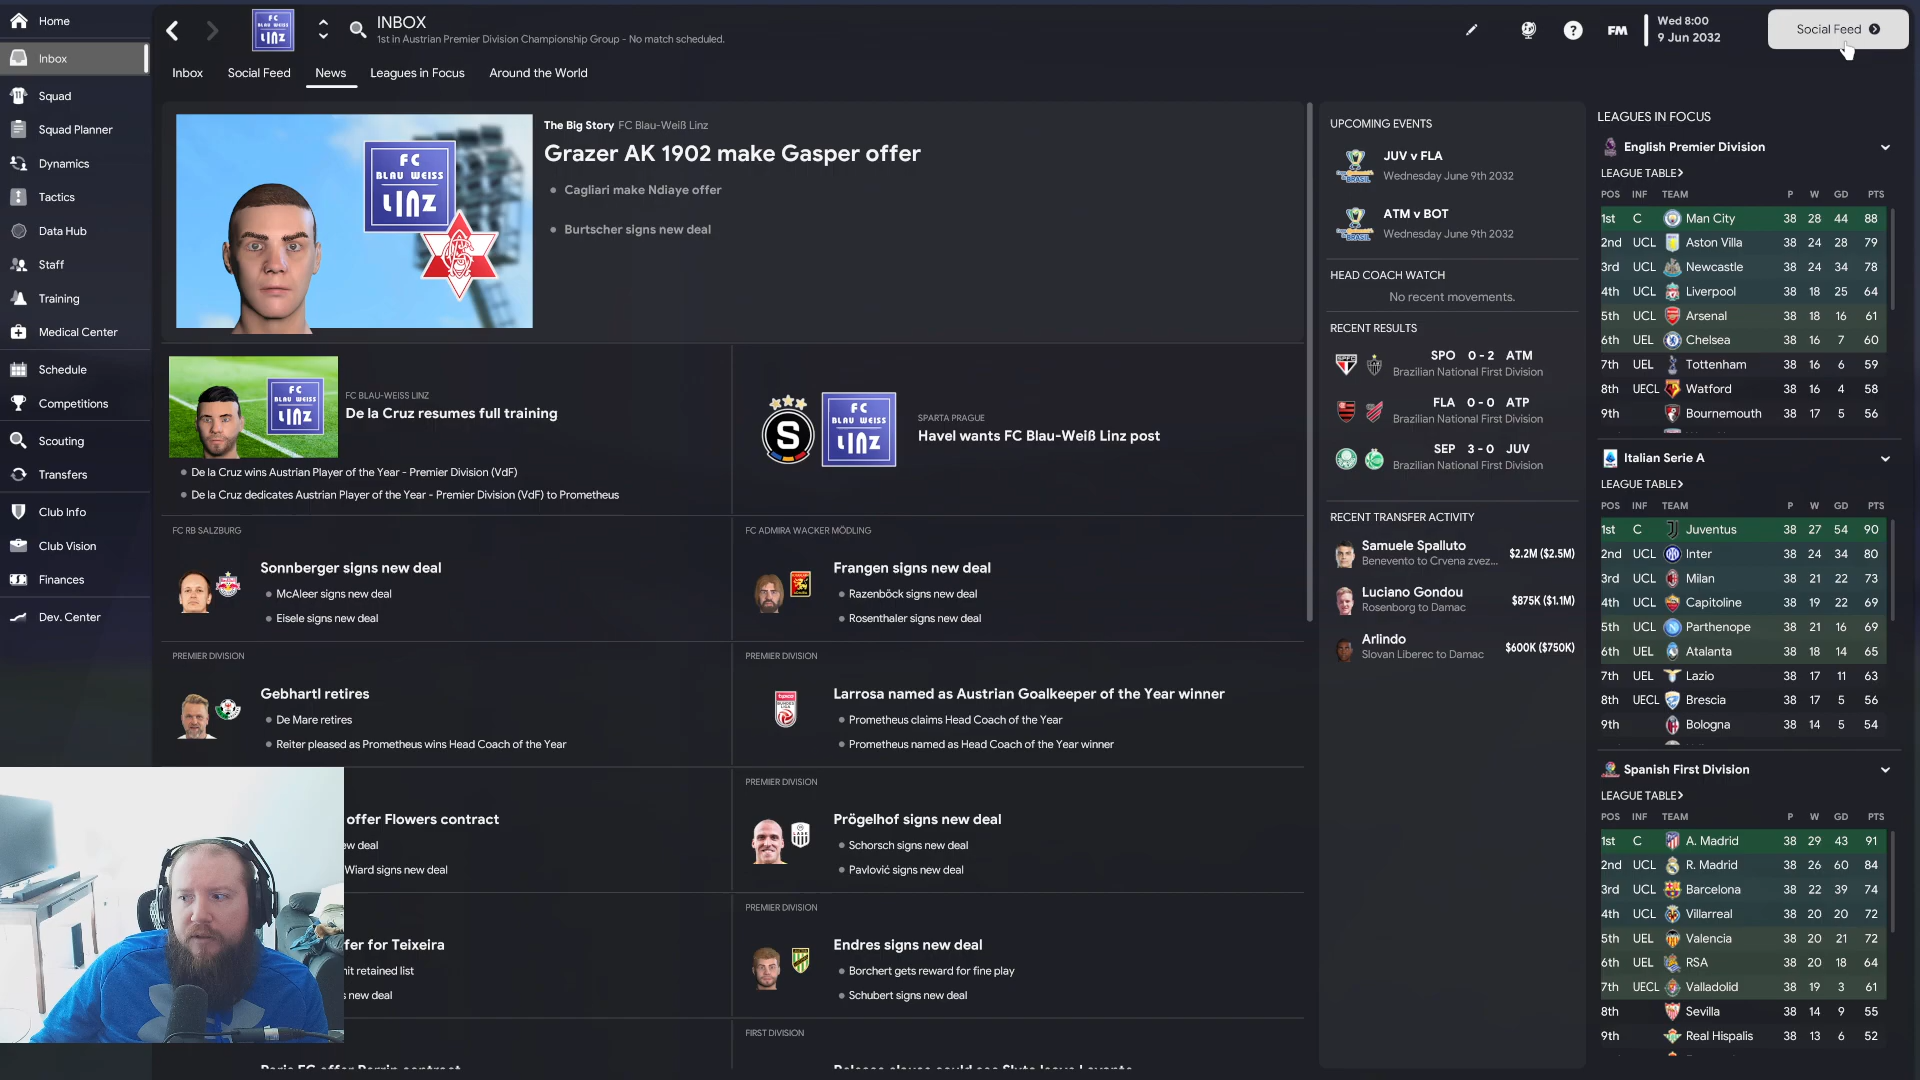 Home
Inbox
Squad
Squad Planner
Dynamics
Tactics
Data Hub
Staff
Training
Medical Center
Schedule
Competitions
Scouting
Transfers
Club Info
Club Vision
Finances
Dev. Center
FC
BLAU WEISS
LINZ
INBOX
1st in Austrian Premier Division Championship Group - No match scheduled.
FM
Wed 8:00
9 Jun 2032
Social Feed
Inbox
Social Feed
News
Leagues in Focus
Around the World
FC
BLAU WEISS
LINZ
The Big Story FC Blau-Weiß Linz
Grazer AK 1902 make Gasper offer
Cagliari make Ndiaye offer
Burtscher signs new deal
FC
BLAU WEISS
LINZ
FC BLAU-WEISS LINZ
De la Cruz resumes full training
De la Cruz wins Austrian Player of the Year - Premier Division (VdF)
De la Cruz dedicates Austrian Player of the Year - Premier Division (VdF) to Prometheus
S
FC
BLAU WEISS
LINZ
SPARTA PRAGUE
Havel wants FC Blau-Weiß Linz post
FC RB SALZBURG
Sonnberger signs new deal
McAleer signs new deal
Eisele signs new deal
FC ADMIRA WACKER MÖDLING
Frangen signs new deal
Razenböck signs new deal
Rosenthaler signs new deal
PREMIER DIVISION
Gebhartl retires
De Mare retires
Reiter pleased as Prometheus wins Head Coach of the Year
PREMIER DIVISION
Larrosa named as Austrian Goalkeeper of the Year winner
Prometheus claims Head Coach of the Year
Prometheus named as Head Coach of the Year winner
offer Flowers contract
ew deal
Wiard signs new deal
PREMIER DIVISION
Prögelhof signs new deal
Schorsch signs new deal
Pavlović signs new deal
fer for Teixeira
nit retained list
s new deal
PREMIER DIVISION
Endres signs new deal
Borchert gets reward for fine play
Schubert signs new deal
FIRST DIVISION
UPCOMING EVENTS
JUV v FLA
Wednesday June 9th 2032
ATM v BOT
Wednesday June 9th 2032
HEAD COACH WATCH
No recent movements.
RECENT RESULTS
SPO 0 - 2 ATM
Brazilian National First Division
FLA 0 - 0 ATP
Brazilian National First Division
SEP 3 - 0 JUV
Brazilian National First Division
RECENT TRANSFER ACTIVITY
Samuele Spalluto
Benevento to Crvena zvez...
$2.2M ($2.5M)
Luciano Gondou
Rosenborg to Damac
$875K ($1.1M)
Arlindo
Slovan Liberec to Damac
$600K ($750K)
LEAGUES IN FOCUS
English Premier Division
LEAGUE TABLE
POS INF TEAM P W GD PTS
1st C Man City 38 28 44 88
2nd UCL Aston Villa 38 24 28 79
3rd UCL Newcastle 38 24 34 78
4th UCL Liverpool 38 18 25 64
5th UCL Arsenal 38 18 16 61
6th UEL Chelsea 38 16 7 60
7th UEL Tottenham 38 16 6 59
8th UECL Watford 38 16 4 58
9th Bournemouth 38 17 5 56
Italian Serie A
LEAGUE TABLE
POS INF TEAM P W GD PTS
1st C Juventus 38 27 54 90
2nd UCL Inter 38 24 34 80
3rd UCL Milan 38 21 22 73
4th UCL Capitoline 38 19 22 69
5th UCL Parthenope 38 21 16 69
6th UEL Atalanta 38 18 14 65
7th UEL Lazio 38 17 11 63
8th UECL Brescia 38 17 5 56
9th Bologna 38 14 5 54
Spanish First Division
LEAGUE TABLE
POS INF TEAM P W GD PTS
1st C A. Madrid 38 29 43 91
2nd UCL R. Madrid 38 26 60 84
3rd UCL Barcelona 38 22 39 74
4th UCL Villarreal 38 20 20 72
5th UEL Valencia 38 20 21 72
6th UEL RSA 38 20 18 64
7th UECL Valladolid 38 19 3 61
8th Sevilla 38 14 9 55
9th Real Hispalis 38 13 6 52